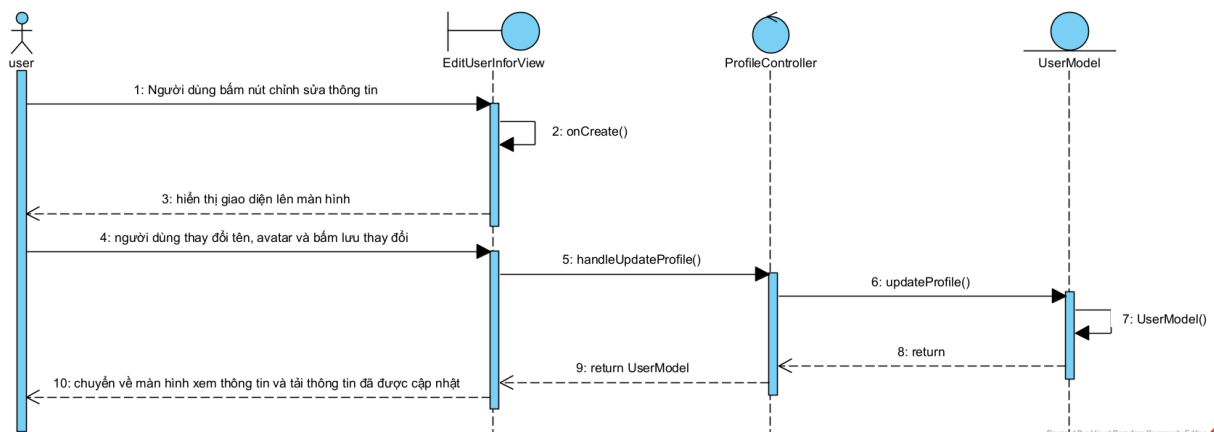 user
EditUserInforView
ProfileController
UserModel
1: Người dùng bấm nút chỉnh sửa thông tin
2: onCreate()
3: hiển thị giao diện lên màn hình
4: người dùng thay đổi tên, avatar và bấm lưu thay đổi
5: handleUpdateProfile()
6: updateProfile()
7: UserModel()
8: return
9: return UserModel
10: chuyển về màn hình xem thông tin và tải thông tin đã được cập nhật